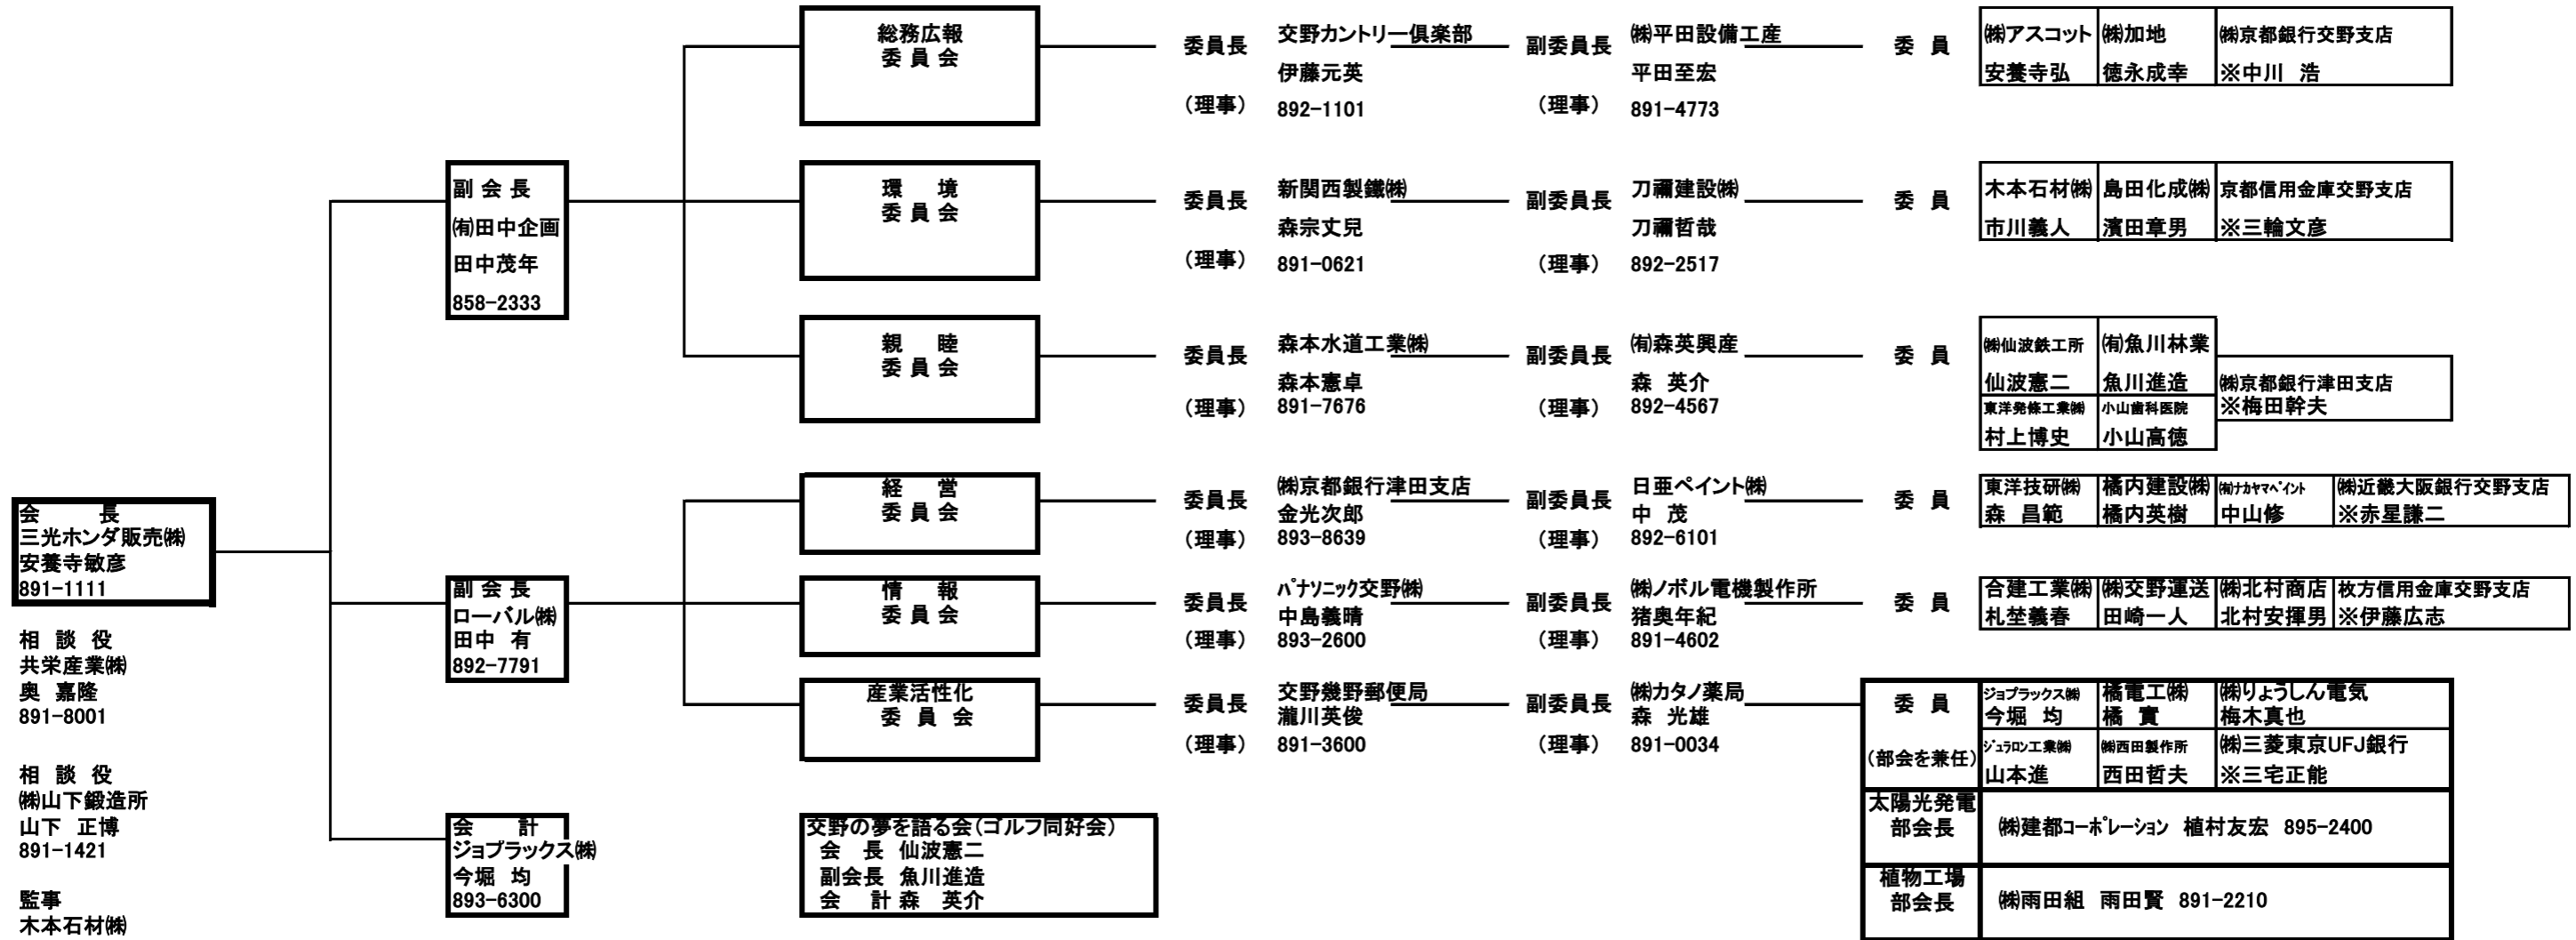 総務広報
委員会
委員長 交野カントリー倶楽部
伊藤元英
(理事) 892-1101
副委員長 ㈱平田設備工産
平田至宏
(理事) 891-4773
委 員
㈱アスコット ㈱加地 ㈱京都銀行交野支店
安養寺弘 徳永成幸 ※中川 浩
副 会 長
㈲田中企画
田中茂年
858-2333
環 境
委 員 会
委員長 新関西製鐵㈱
森宗丈兒
(理事) 891-0621
副委員長 刀禰建設㈱
刀禰哲哉
(理事) 892-2517
委 員
木本石材㈱ 島田化成㈱ 京都信用金庫交野支店
市川義人 濱田章男 ※三輪文彦
親 睦
委 員 会
委員長 森本水道工業㈱
森本憲卓
(理事) 891-7676
副委員長 ㈲森英興産
森 英介
(理事) 892-4567
委 員
㈱仙波鉄工所 ㈲魚川林業
仙波憲二 魚川進造 ㈱京都銀行津田支店
東洋発條工業㈱ 小山歯科医院 ※梅田幹夫
村上博史 小山高徳
会 長
三光ホンダ販売㈱
安養寺敏彦
891-1111
経 営
委 員 会
委員長 ㈱京都銀行津田支店
金光次郎
(理事) 893-8639
副委員長 日亜ペイント㈱
中 茂
(理事) 892-6101
委 員
東洋技研㈱ 橘内建設㈱ ㈲ナカヤマペイント ㈱近畿大阪銀行交野支店
森 昌範 橘内英樹 中山修 ※赤星謙二
副 会 長
ローバル㈱
田中 有
892-7791
情 報
委 員 会
委員長 パナソニック交野㈱
中島義晴
(理事) 893-2600
副委員長 ㈱ノボル電機製作所
猪奥年紀
(理事) 891-4602
委 員
合建工業㈱ ㈱交野運送 ㈱北村商店 枚方信用金庫交野支店
札埜義春 田崎一人 北村安揮男 ※伊藤広志
相 談 役
共栄産業㈱
奥 嘉隆
891-8001
産業活性化
委 員 会
委員長 交野幾野郵便局
瀧川英俊
(理事) 891-3600
副委員長 ㈱カタノ薬局
森 光雄
(理事) 891-0034
委 員
(部会を兼任)
ジョプラックス㈱ 橘電工㈱ ㈱りょうしん電気
今堀 均 橘 實 梅木真也
ジュラロン工業㈱ ㈱西田製作所 ㈱三菱東京UFJ銀行
山本進 西田哲夫 ※三宅正能
太陽光発電
部会長
㈱建都コーポレーション 植村友宏 895-2400
植物工場
部会長
㈱雨田組 雨田賢 891-2210
相 談 役
㈱山下鍛造所
山下 正博
891-1421
会 計
ジョプラックス㈱
今堀 均
893-6300
交野の夢を語る会(ゴルフ同好会)
会 長 仙波憲二
副会長 魚川進造
会 計 森 英介
監事
木本石材㈱